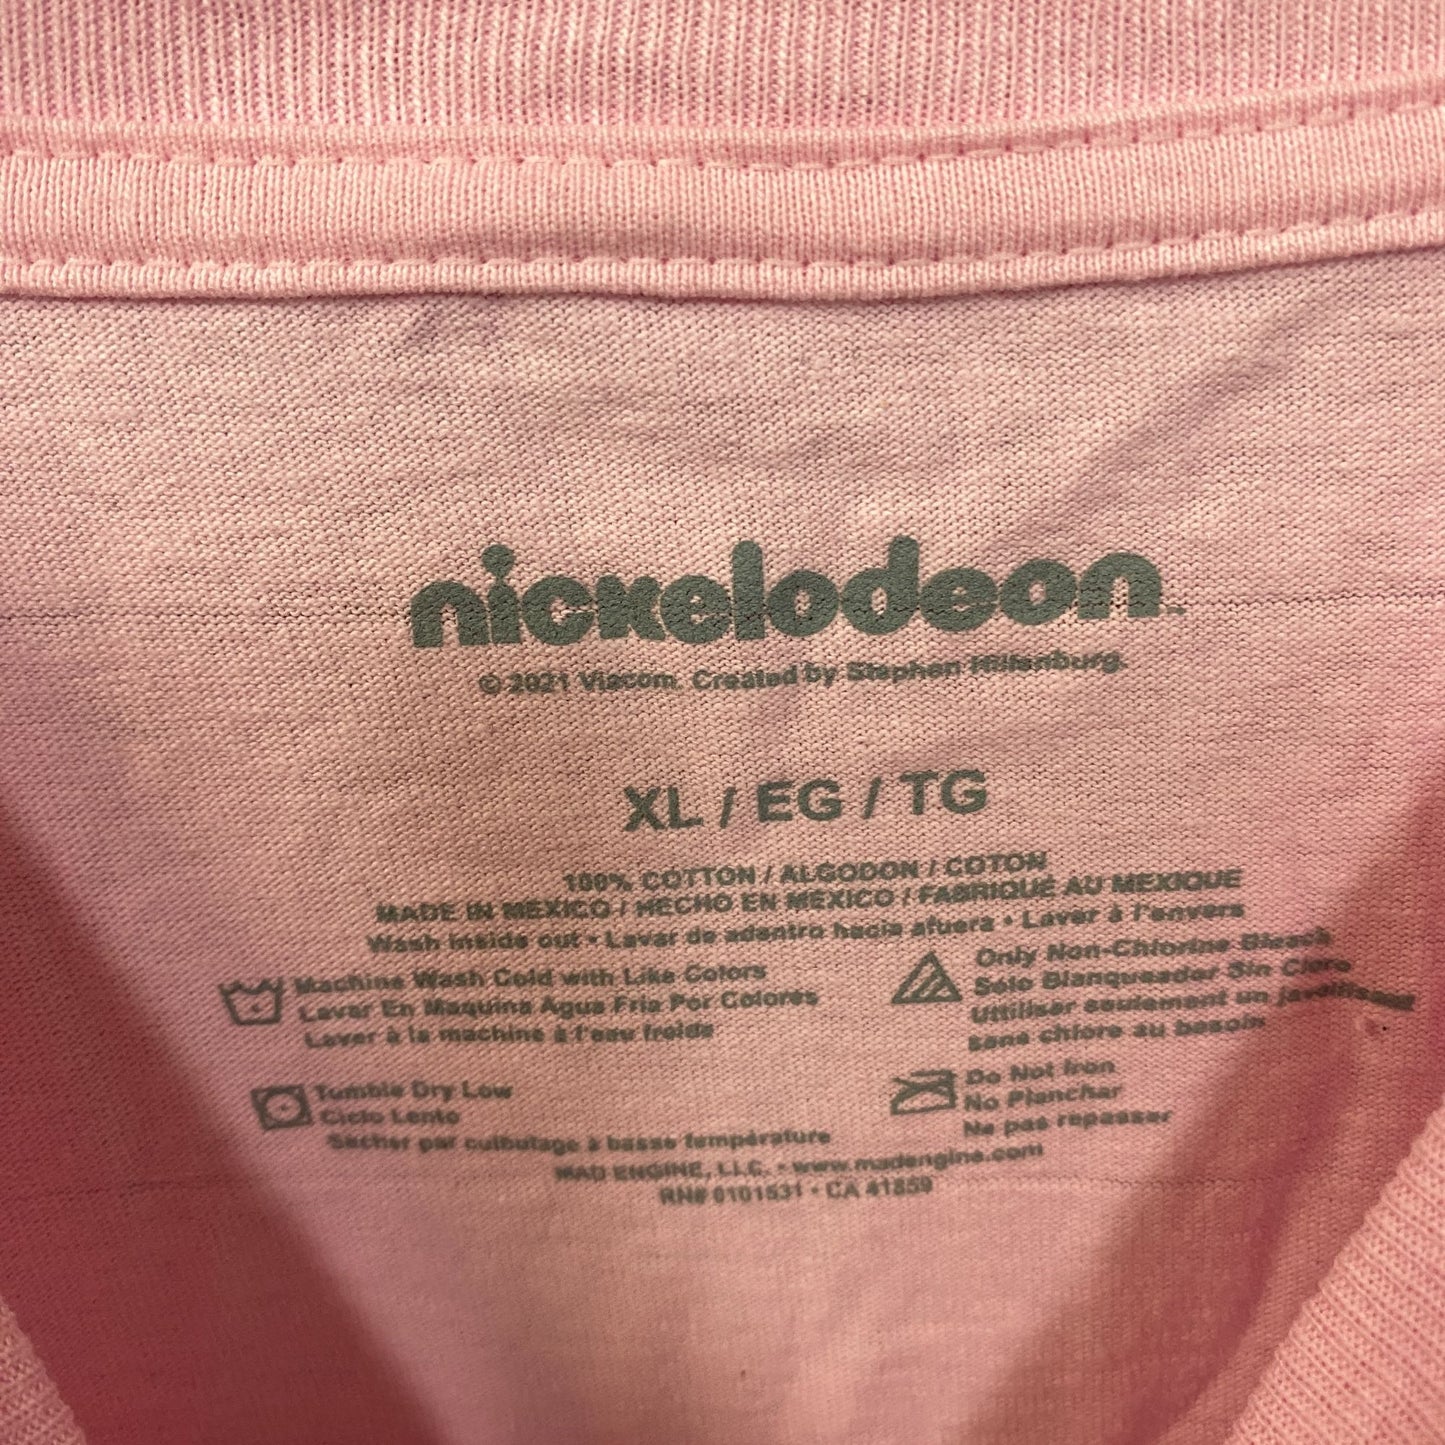 nickelodeon™
© 2021 Viacom. Created by Stephen Hillenburg.
XL / EG / TG
100% COTTON / ALGODON / COTON
MADE IN MEXICO / HECHO EN MEXICO / FABRIQUÉ AU MEXIQUE
Wash inside out • Lavar de adentro hacia afuera • Laver à l'envers
Machine Wash Cold with Like Colors
Lavar En Maquina Agua Fria Por Colores
Laver à la machine à l'eau froide
Only Non-Chlorine Bleach
Sólo Blanqueador Sin Cloro
Utiliser seulement un javellisant
sans chlore au besoin
Tumble Dry Low
Ciclo Lento
Sécher par culbutage à basse température
Do Not Iron
No Planchar
Ne pas repasser
MAD ENGINE, LLC. • www.madengine.com
RN# 0101531 • CA 41859